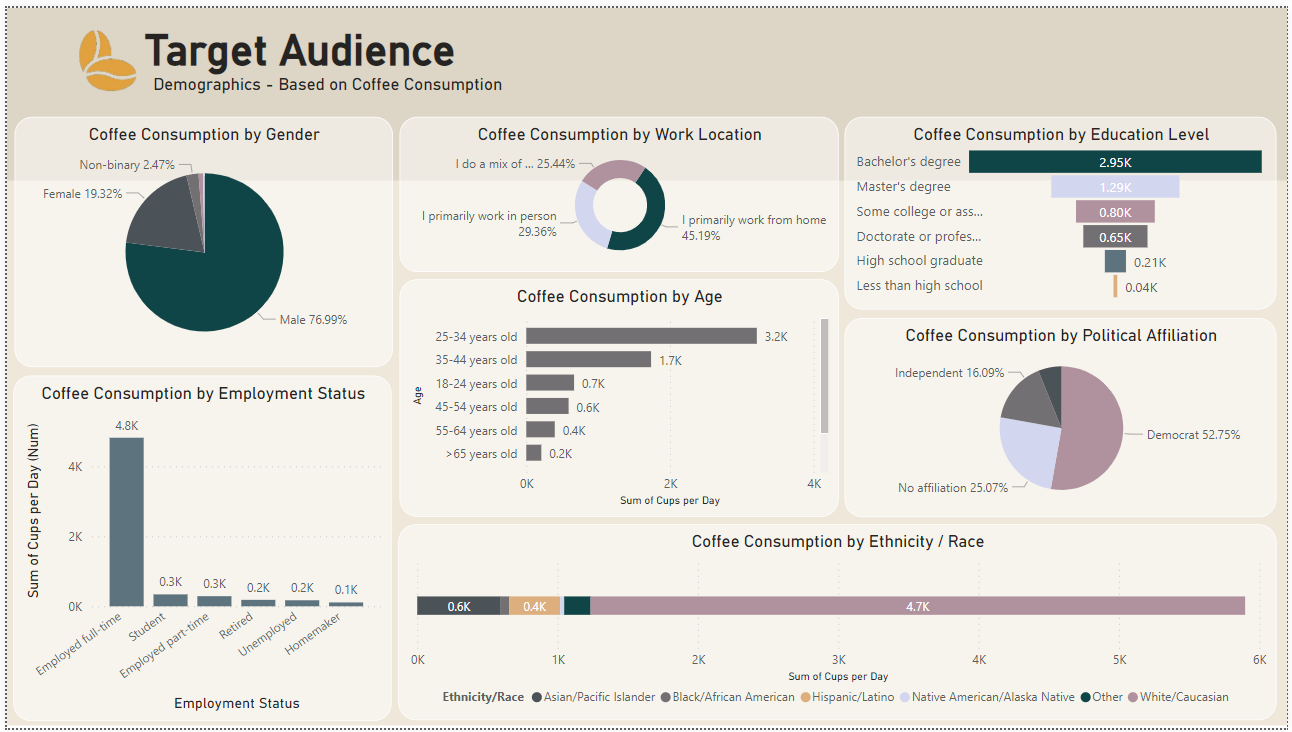 Target Audience
Demographics - Based on Coffee Consumption
Coffee Consumption by Gender
Non-binary 2.47%
Female 19.32%
Male 76.99%
Coffee Consumption by Work Location
I do a mix of ... 25.44%
I primarily work in person
29.36%
I primarily work from home
45.19%
Coffee Consumption by Education Level
Bachelor's degree 2.95K
Master's degree 1.29K
Some college or ass... 0.80K
Doctorate or profes... 0.65K
High school graduate 0.21K
Less than high school 0.04K
Coffee Consumption by Age
Age
25-34 years old 3.2K
35-44 years old 1.7K
18-24 years old 0.7K
45-54 years old 0.6K
55-64 years old 0.4K
>65 years old 0.2K
0K 2K 4K
Sum of Cups per Day
Coffee Consumption by Political Affiliation
Independent 16.09%
Democrat 52.75%
No affiliation 25.07%
Coffee Consumption by Employment Status
Sum of Cups per Day (Num)
4K
2K
0K
4.8K
0.3K
0.3K
0.2K
0.2K
0.1K
Employed full-time
Student
Employed part-time
Retired
Unemployed
Homemaker
Employment Status
Coffee Consumption by Ethnicity / Race
0.6K 0.4K 4.7K
0K 1K 2K 3K 4K 5K 6K
Sum of Cups per Day
Ethnicity/Race Asian/Pacific Islander Black/African American Hispanic/Latino Native American/Alaska Native Other White/Caucasian